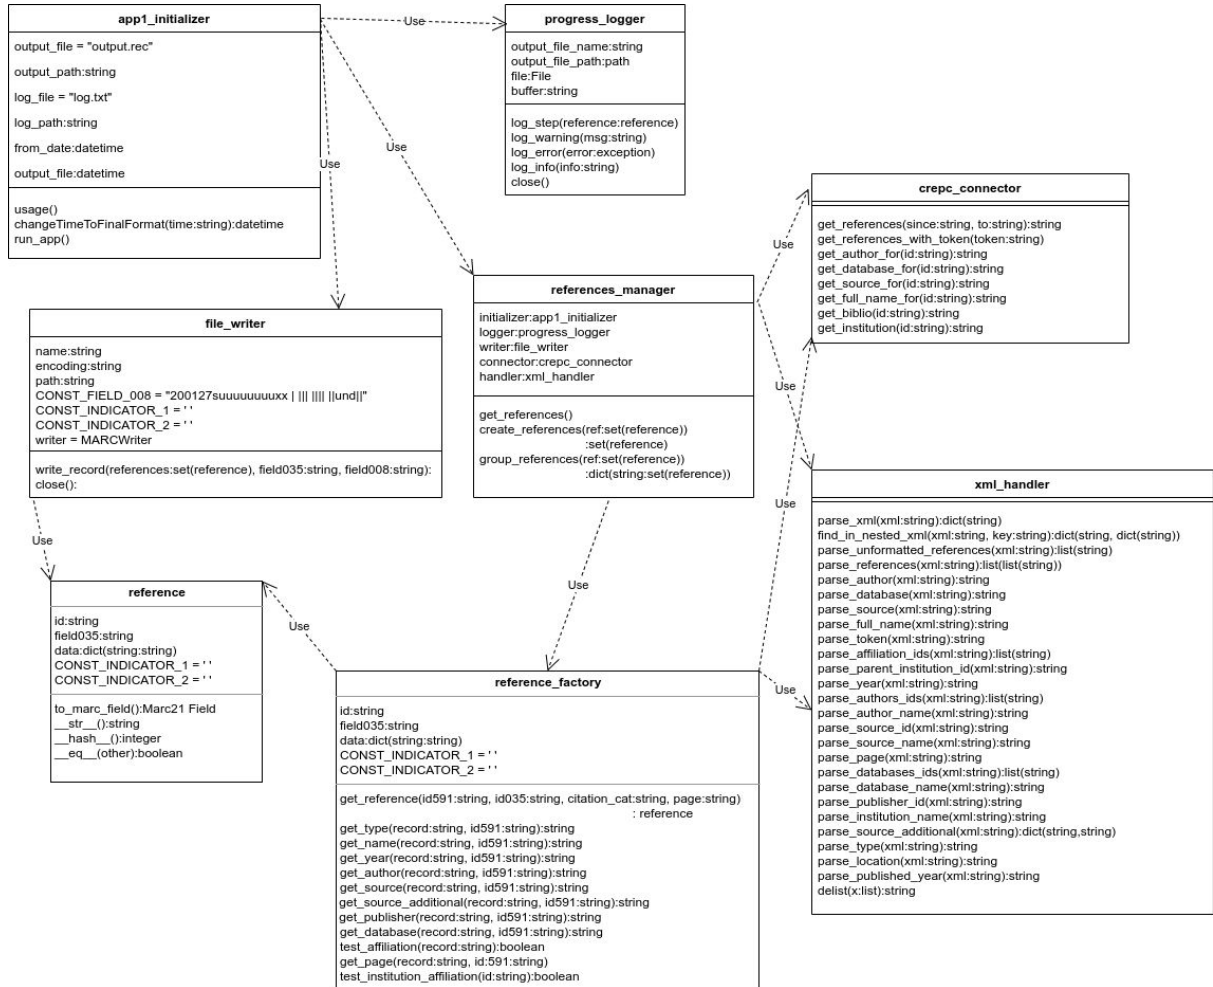 app1_initializer
output_file = "output.rec"
output_path:string
log_file = "log.txt"
log_path:string
from_date:datetime
output_file:datetime
usage()
changeTimeToFinalFormat(time:string):datetime
run_app()
Use
progress_logger
output_file_name:string
output_file_path:path
file:File
buffer:string
log_step(reference:reference)
log_warning(msg:string)
log_error(error:exception)
log_info(info:string)
close()
Use
Use
crepc_connector
get_references(since:string, to:string):string
get_references_with_token(token:string)
get_author_for(id:string):string
get_database_for(id:string):string
get_source_for(id:string):string
get_full_name_for(id:string):string
get_biblio(id:string):string
get_institution(id:string):string
Use
references_manager
initializer:app1_initializer
logger:progress_logger
writer:file_writer
connector:crepc_connector
handler:xml_handler
get_references()
create_references(ref:set(reference))
:set(reference)
group_references(ref:set(reference))
:dict(string:set(reference))
file_writer
name:string
encoding:string
path:string
CONST_FIELD_008 = "200127suuuuuuuuxx | ||| |||| ||und||"
CONST_INDICATOR_1 = ' '
CONST_INDICATOR_2 = ' '
writer = MARCWriter
write_record(references:set(reference), field035:string, field008:string):
close():
Use
Use
xml_handler
parse_xml(xml:string):dict(string)
find_in_nested_xml(xml:string, key:string):dict(string, dict(string))
parse_unformatted_references(xml:string):list(string)
parse_references(xml:string):list(list(string))
parse_author(xml:string):string
parse_database(xml:string):string
parse_source(xml:string):string
parse_full_name(xml:string):string
parse_token(xml:string):string
parse_affiliation_ids(xml:string):list(string)
parse_parent_institution_id(xml:string):string
parse_year(xml:string):string
parse_authors_ids(xml:string):list(string)
parse_author_name(xml:string):string
parse_source_id(xml:string):string
parse_source_name(xml:string):string
parse_page(xml:string):string
parse_databases_ids(xml:string):list(string)
parse_database_name(xml:string):string
parse_publisher_id(xml:string):string
parse_institution_name(xml:string):string
parse_source_additional(xml:string):dict(string,string)
parse_type(xml:string):string
parse_location(xml:string):string
parse_published_year(xml:string):string
delist(x:list):string
Use
Use
reference
id:string
field035:string
data:dict(string:string)
CONST_INDICATOR_1 = ' '
CONST_INDICATOR_2 = ' '
to_marc_field():Marc21 Field
__str__():string
__hash__():integer
__eq__(other):boolean
Use
Use
reference_factory
id:string
field035:string
data:dict(string:string)
CONST_INDICATOR_1 = ' '
CONST_INDICATOR_2 = ' '
get_reference(id591:string, id035:string, citation_cat:string, page:string)
: reference
get_type(record:string, id591:string):string
get_name(record:string, id591:string):string
get_year(record:string, id591:string):string
get_author(record:string, id591:string):string
get_source(record:string, id591:string):string
get_source_additional(record:string, id591:string):string
get_publisher(record:string, id591:string):string
get_database(record:string, id591:string):string
test_affiliation(record:string):boolean
get_page(record:string, id:591:string)
test_institution_affiliation(id:string):boolean